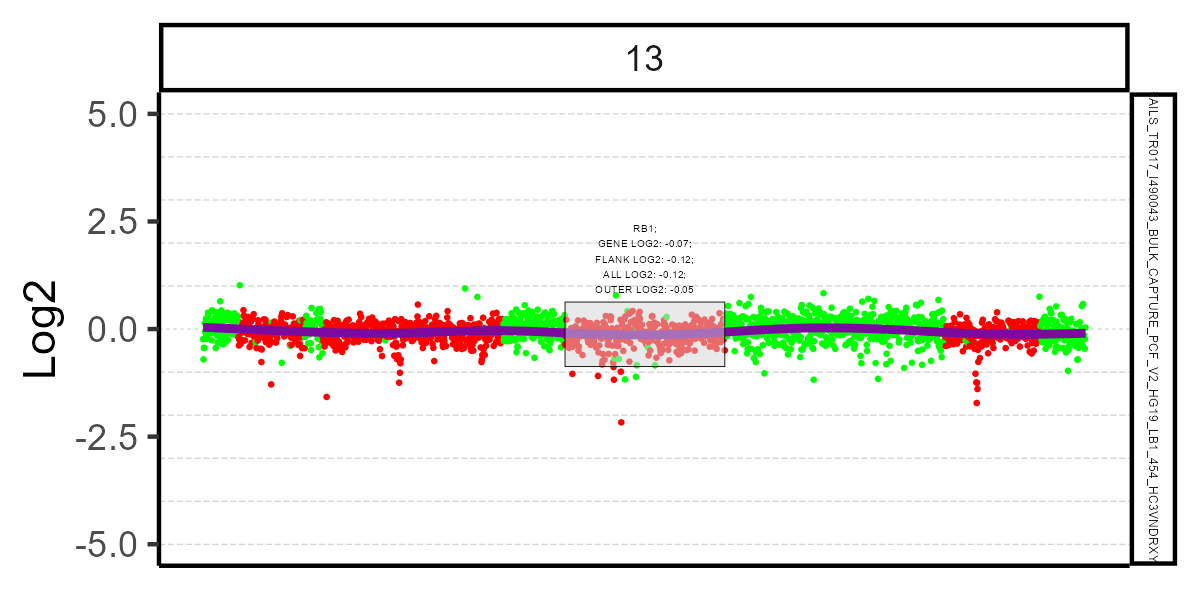 13
5.0
2.5
0.0
-2.5
-5.0
Log2
RB1;
GENE LOG2: -0.07;
FLANK LOG2: -0.12;
ALL LOG2: -0.12;
OUTER LOG2: -0.05
AILS_TR017_I490043_BULK_CAPTURE_PCF_V2_HG19_LB1_454_HC3VNDRXY